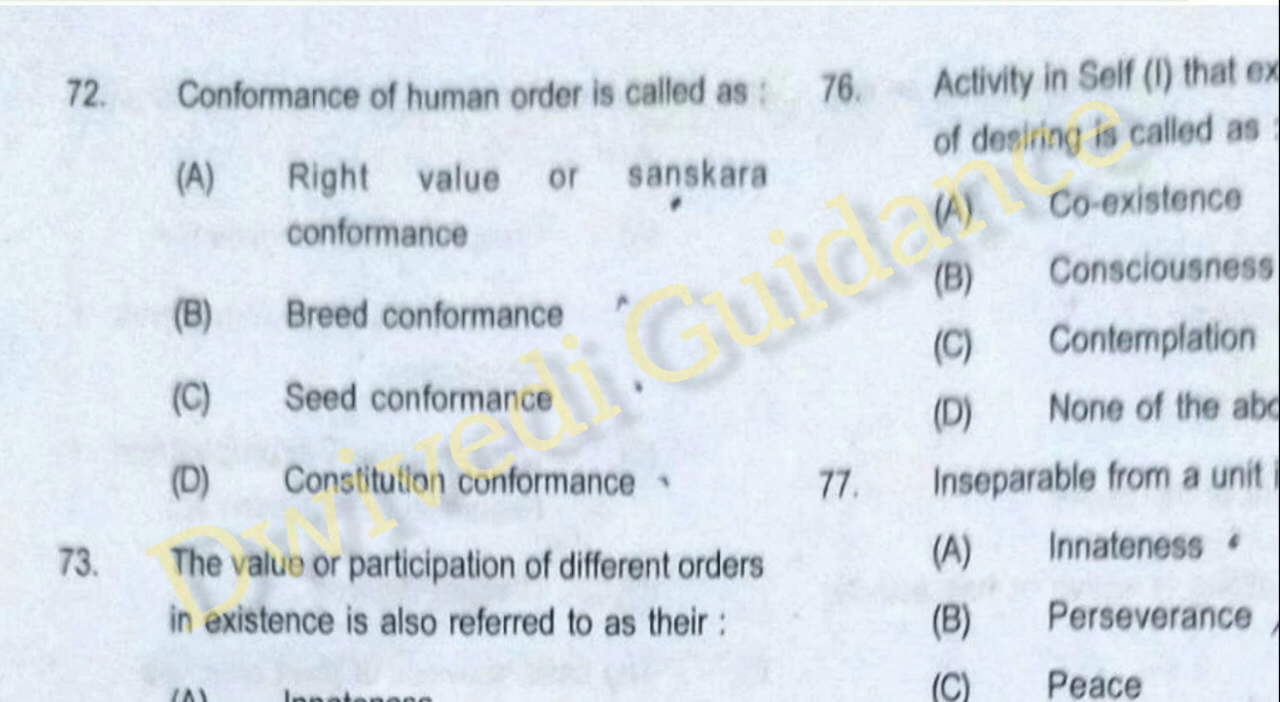 72. Conformance of human order is called as :
(A) Right value or sanskara
conformance
(B) Breed conformance
(C) Seed conformance
(D) Constitution conformance
73. The value or participation of different orders
in existence is also referred to as their :
(A) Innateness
76. Activity in Self (I) that ex
of desiring is called as :
(A) Co-existence
(B) Consciousness
(C) Contemplation
(D) None of the abo
77. Inseparable from a unit i
(A) Innateness
(B) Perseverance
(C) Peace
Dwivedi Guidance